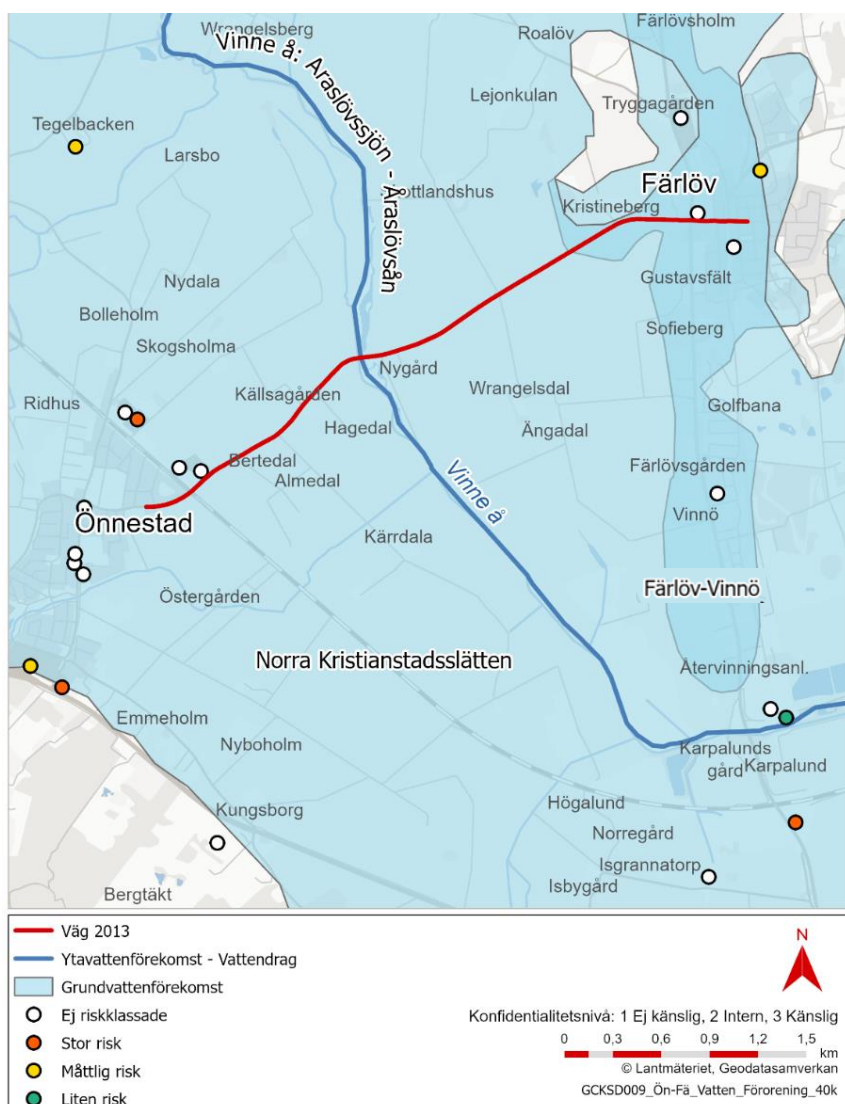 Wrangelsberg
Färlövsholm
Roalöv
Vinne å: Araslövssjön - Åraslövsån
Lejonkulan
Tryggagården
Tegelbacken
Larsbo
ottlandshus
Färlöv
Kristineberg
Nydala
Gustavsfält
Bolleholm
Sofieberg
Skogsholma
Nygård
Wrangelsdal
Källsagården
Ridhus
Golfbana
Hagedal
Ängadal
Bertedal
Färlövsgården
Almedal
Vinne å
Vinnö
Önnestad
Kärrdala
Östergården
Färlöv-Vinnö
Norra Kristianstadsslätten
Återvinningsanl.
Emmeholm
Nyboholm
Karpalunds
gård
Karpalund
Kungsborg
Högalund
Norregård
Isgrannatorp
Bergtäkt
Isbygård
Väg 2013
Ytavattenförekomst - Vattendrag
Grundvattenförekomst
Ej riskklassade
Stor risk
Måttlig risk
Liten risk
N
Konfidentialitetsnivå: 1 Ej känslig, 2 Intern, 3 Känslig
0 0,3 0,6 0,9 1,2 1,5
km
© Lantmäteriet, Geodatasamverkan
GCKSD009_Ön-Fä_Vatten_Förorening_40k